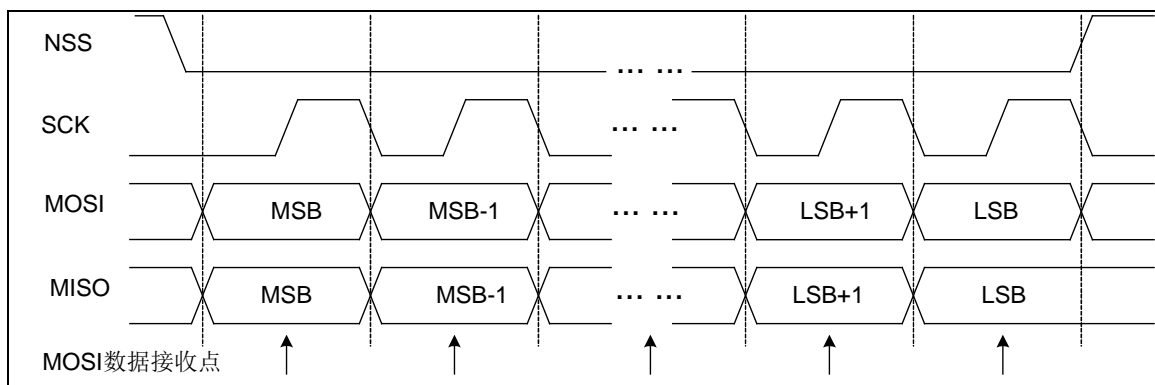 NSS
... ...
SCK
... ...
MOSI MSB MSB-1 ... ... LSB+1 LSB
MISO MSB MSB-1 ... ... LSB+1 LSB
MOSI数据接收点